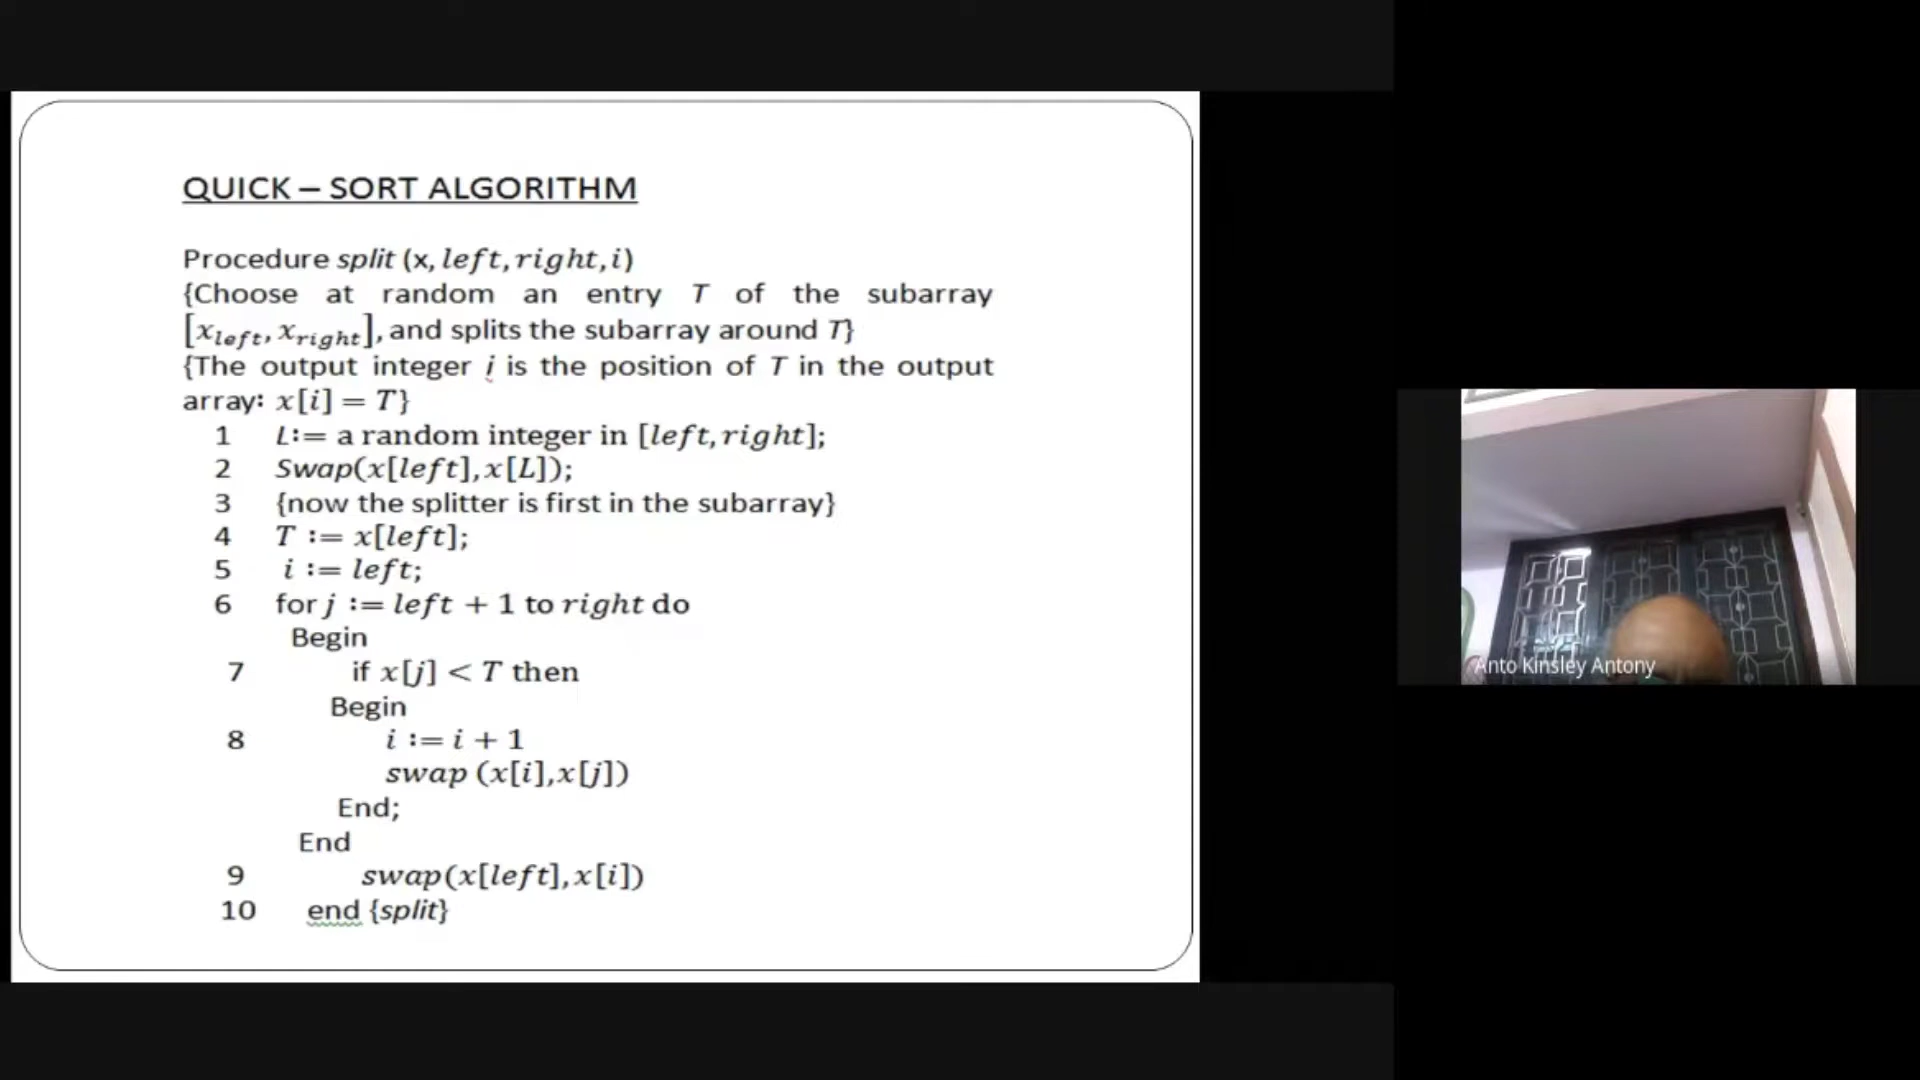 QUICK – SORT ALGORITHM
Procedure split (x, left, right, i)
{Choose at random an entry T of the subarray
[x_left, x_right], and splits the subarray around T}
{The output integer i is the position of T in the output
array: x[i] = T}
1 L:= a random integer in [left, right];
2 Swap(x[left], x[L]);
3 {now the splitter is first in the subarray}
4 T := x[left];
5 i := left;
6 for j := left + 1 to right do
Begin
7 if x[j] < T then
Begin
8 i := i + 1
swap (x[i],x[j])
End;
End
9 swap(x[left], x[i])
10 end {split}
Anto Kinsley Antony